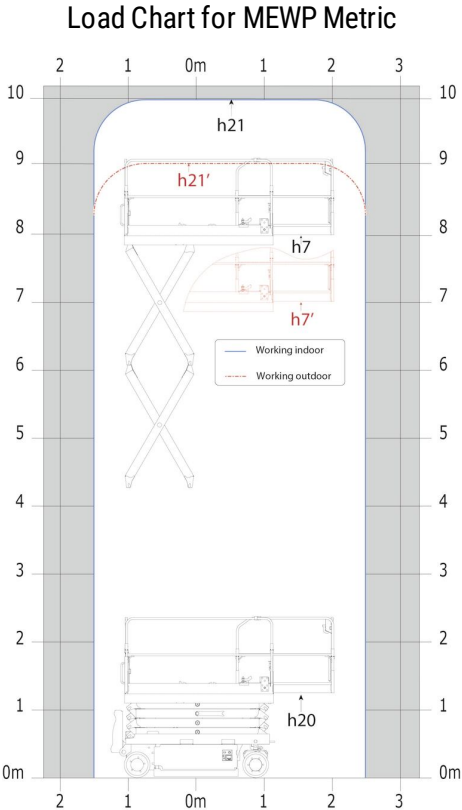 Load Chart for MEWP Metric
2 1 0m 1 2 3
10 10
h21
9 9
h21′
8 8
h7
7 7
h7′
Working indoor
6 6
Working outdoor
5 5
4 4
3 3
2 2
1 1
h20
0m 0m
2 1 0m 1 2 3